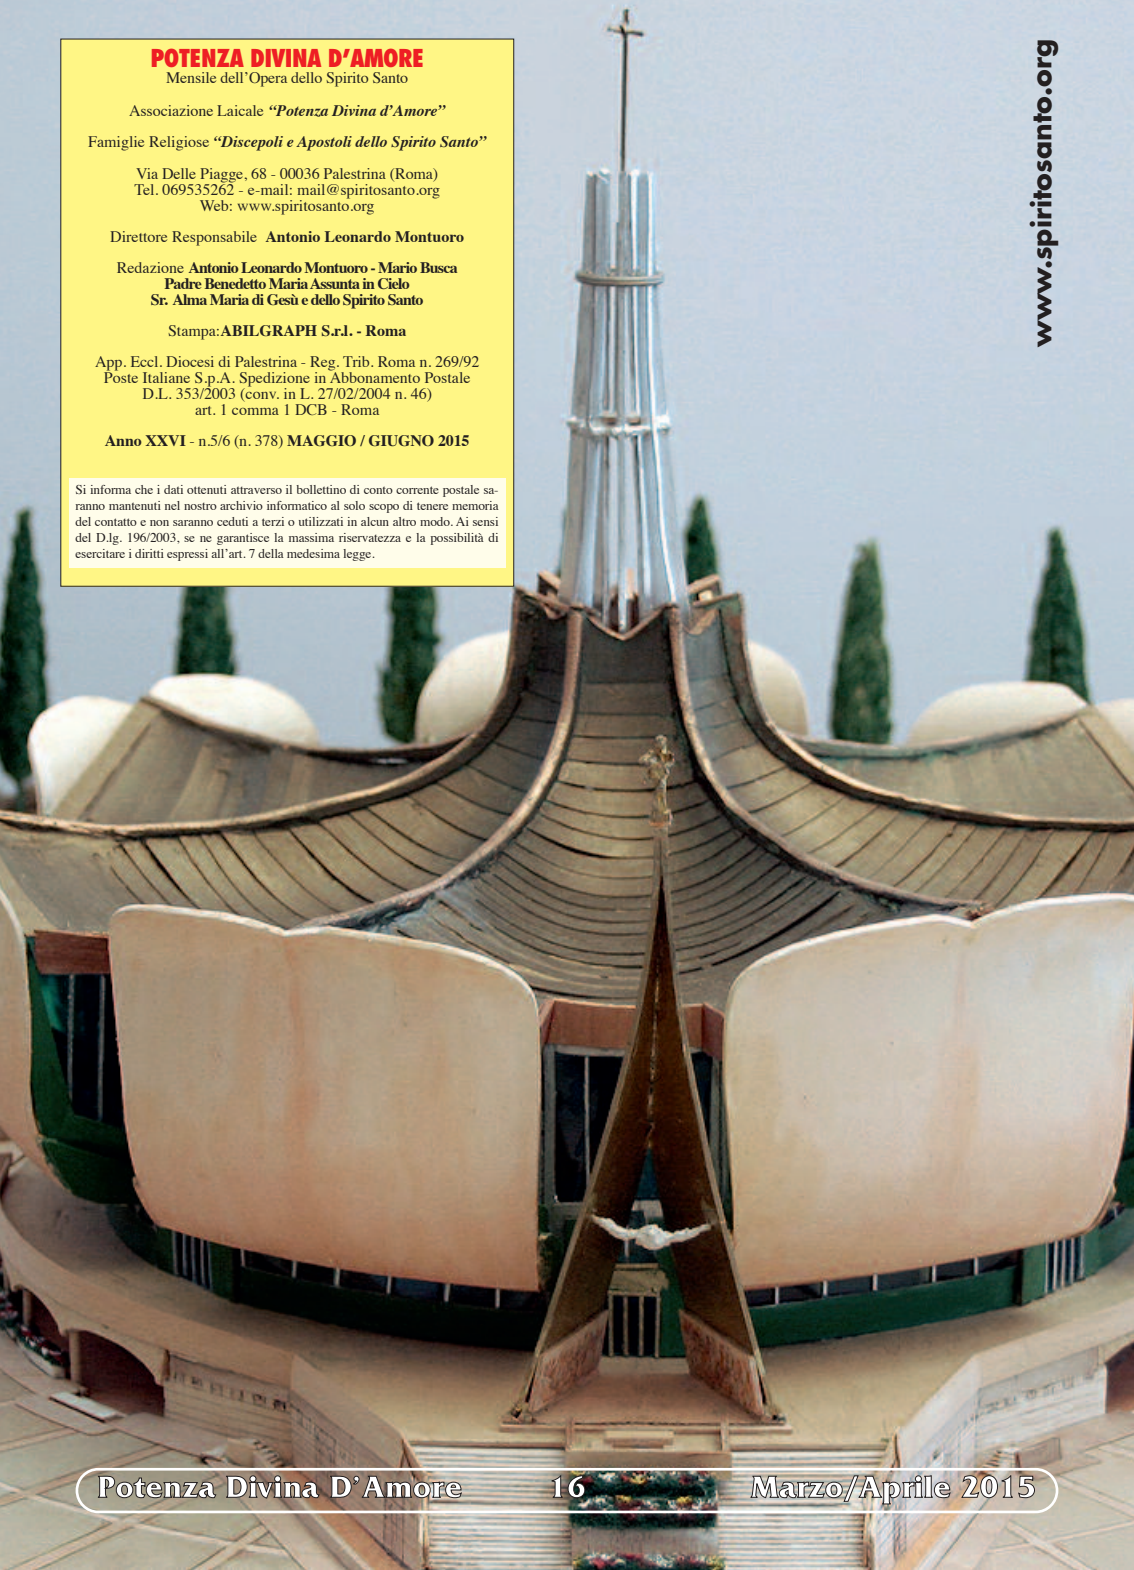 POTENZA DIVINA D'AMORE
Mensile dell'Opera dello Spirito Santo
Associazione Laicale “Potenza Divina d'Amore”
Famiglie Religiose “Discepoli e Apostoli dello Spirito Santo”
Via Delle Piagge, 68 - 00036 Palestrina (Roma)
Tel. 069535262 - e-mail: mail@spiritosanto.org
Web: www.spiritosanto.org
Direttore Responsabile Antonio Leonardo Montuoro
Redazione Antonio Leonardo Montuoro - Mario Busca
Padre Benedetto Maria Assunta in Cielo
Sr. Alma Maria di Gesù e dello Spirito Santo
Stampa:ABILGRAPH S.r.l. - Roma
App. Eccl. Diocesi di Palestrina - Reg. Trib. Roma n. 269/92
Poste Italiane S.p.A. Spedizione in Abbonamento Postale
D.L. 353/2003 (conv. in L. 27/02/2004 n. 46)
art. 1 comma 1 DCB - Roma
Anno XXVI - n.5/6 (n. 378) MAGGIO / GIUGNO 2015
Si informa che i dati ottenuti attraverso il bollettino di conto corrente postale sa-
ranno mantenuti nel nostro archivio informatico al solo scopo di tenere memoria
del contatto e non saranno ceduti a terzi o utilizzati in alcun altro modo. Ai sensi
del D.lg. 196/2003, se ne garantisce la massima riservatezza e la possibilità di
esercitare i diritti espressi all'art. 7 della medesima legge.
www.spiritosanto.org
Potenza Divina D'Amore 16 Marzo/Aprile 2015